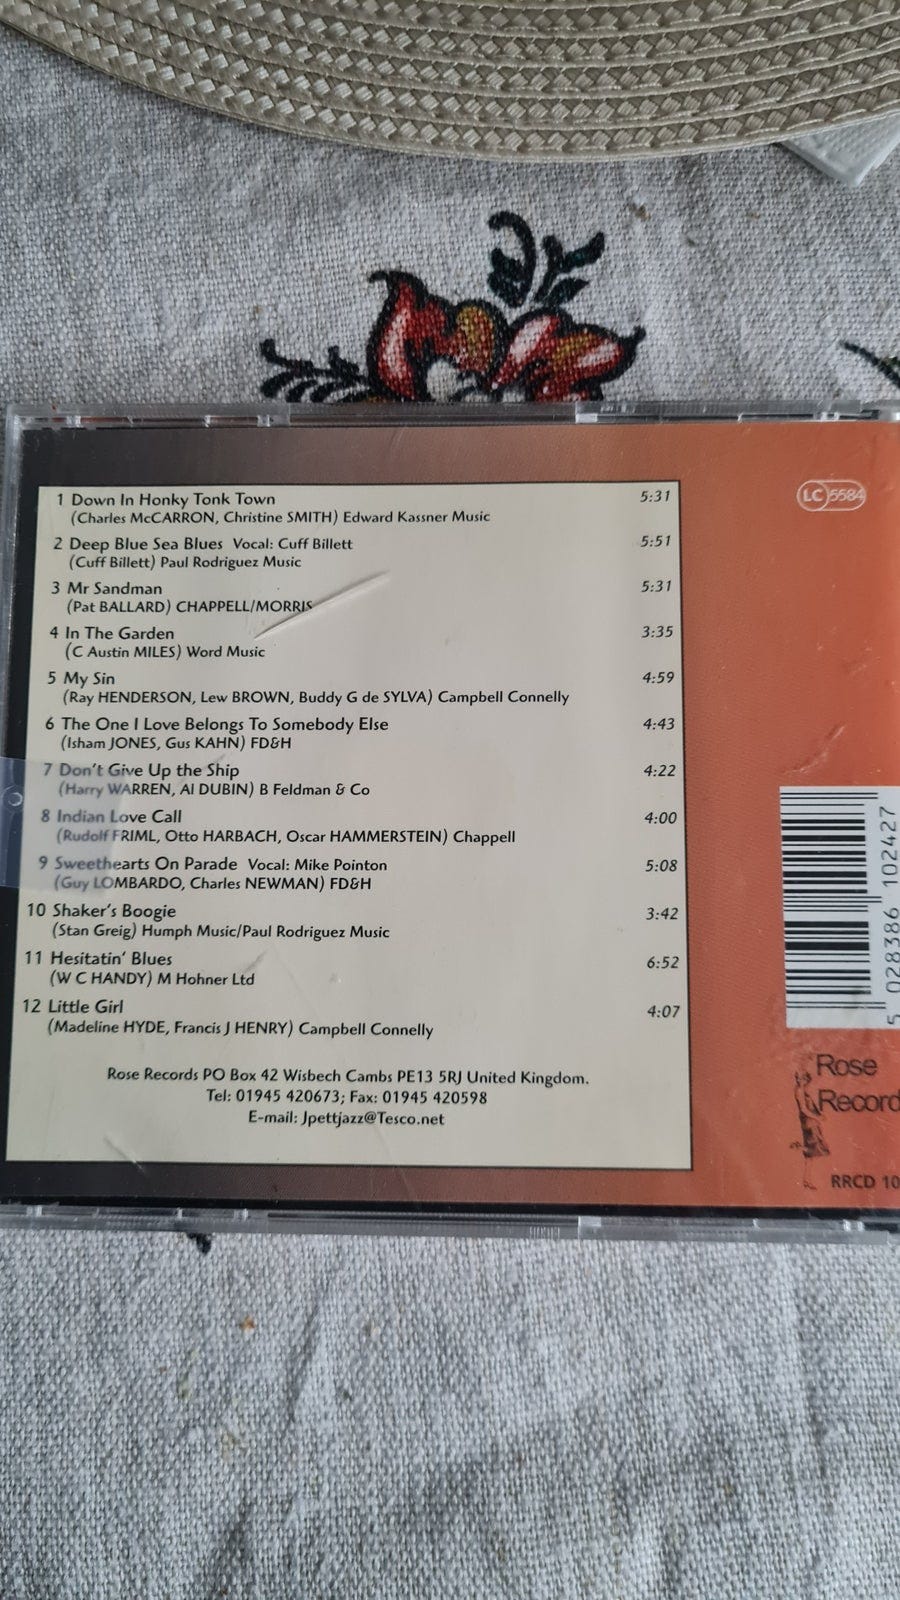 1 Down In Honky Tonk Town 5:31
(Charles McCARRON, Christine SMITH) Edward Kassner Music
2 Deep Blue Sea Blues Vocal: Cuff Billett 5:51
(Cuff Billett) Paul Rodriguez Music
3 Mr Sandman 5:31
(Pat BALLARD) CHAPPELL/MORRIS
4 In The Garden 3:35
(C Austin MILES) Word Music
5 My Sin 4:59
(Ray HENDERSON, Lew BROWN, Buddy G de SYLVA) Campbell Connelly
6 The One I Love Belongs To Somebody Else 4:43
(Isham JONES, Gus KAHN) FD&H
7 Don't Give Up the Ship 4:22
(Harry WARREN, Al DUBIN) B Feldman & Co
8 Indian Love Call 4:00
(Rudolf FRIML, Otto HARBACH, Oscar HAMMERSTEIN) Chappell
9 Sweethearts On Parade Vocal: Mike Pointon 5:08
(Guy LOMBARDO, Charles NEWMAN) FD&H
10 Shaker's Boogie 3:42
(Stan Greig) Humph Music/Paul Rodriguez Music
11 Hesitatin' Blues 6:52
(W C HANDY) M Hohner Ltd
12 Little Girl 4:07
(Madeline HYDE, Francis J HENRY) Campbell Connelly
Rose Records PO Box 42 Wisbech Cambs PE13 5RJ United Kingdom.
Tel: 01945 420673; Fax: 01945 420598
E-mail: Jpettjazz@Tesco.net
LC 5584
5 028386 102427
Rose
Record
RRCD 10